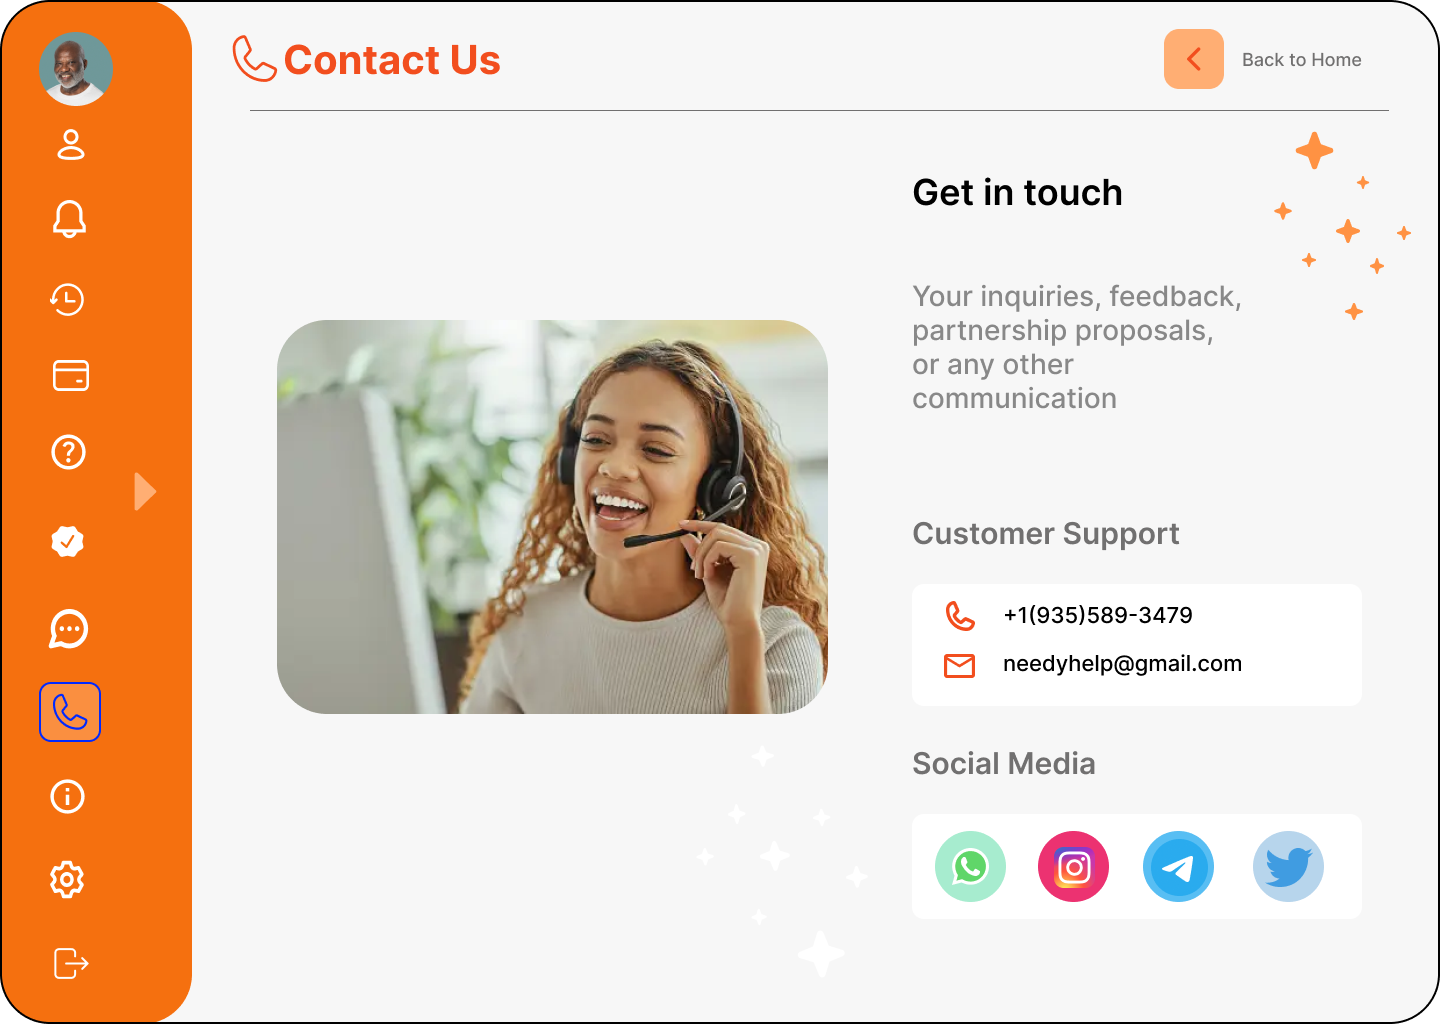 Contact Us
Back to Home
Get in touch
Your inquiries, feedback,
partnership proposals,
or any other
communication
Customer Support
+1(935)589-3479
needyhelp@gmail.com
Social Media